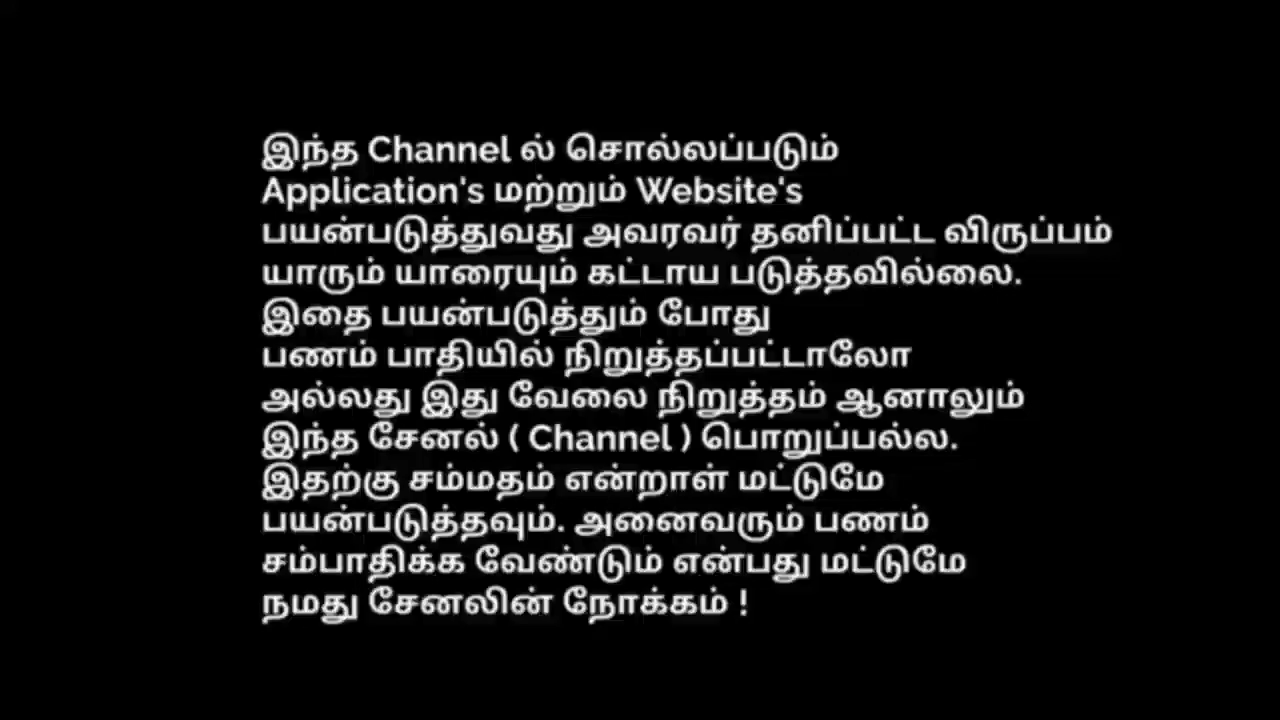 இந்த Channel ல் சொல்லப்படும்
Application's மற்றும் Website's
பயன்படுத்துவது அவரவர் தனிப்பட்ட விருப்பம்
யாரும் யாரையும் கட்டாய படுத்தவில்லை.
இதை பயன்படுத்தும் போது
பணம் பாதியில் நிறுத்தப்பட்டாலோ
அல்லது இது வேலை நிறுத்தம் ஆனாலும்
இந்த சேனல் ( Channel ) பொறுப்பல்ல.
இதற்கு சம்மதம் என்றாள் மட்டுமே
பயன்படுத்தவும். அனைவரும் பணம்
சம்பாதிக்க வேண்டும் என்பது மட்டுமே
நமது சேனலின் நோக்கம் !